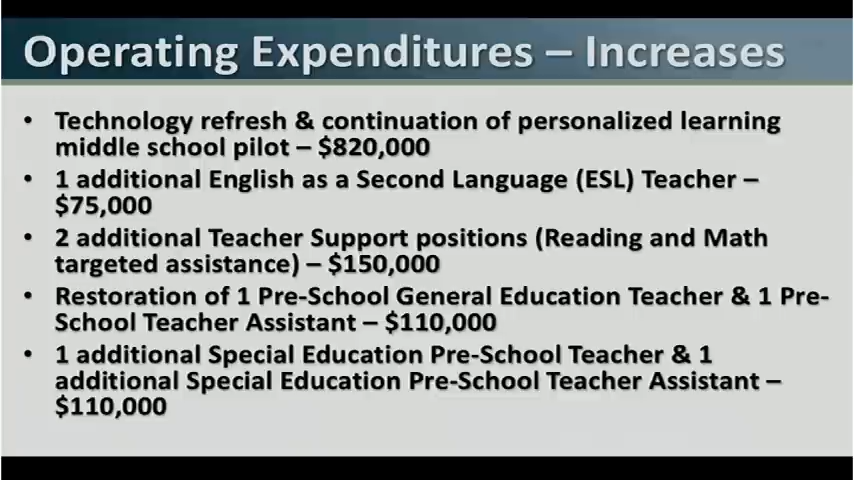 Operating Expenditures – Increases
• Technology refresh & continuation of personalized learning
middle school pilot – $820,000
• 1 additional English as a Second Language (ESL) Teacher –
$75,000
• 2 additional Teacher Support positions (Reading and Math
targeted assistance) – $150,000
• Restoration of 1 Pre-School General Education Teacher & 1 Pre-
School Teacher Assistant – $110,000
• 1 additional Special Education Pre-School Teacher & 1
additional Special Education Pre-School Teacher Assistant –
$110,000